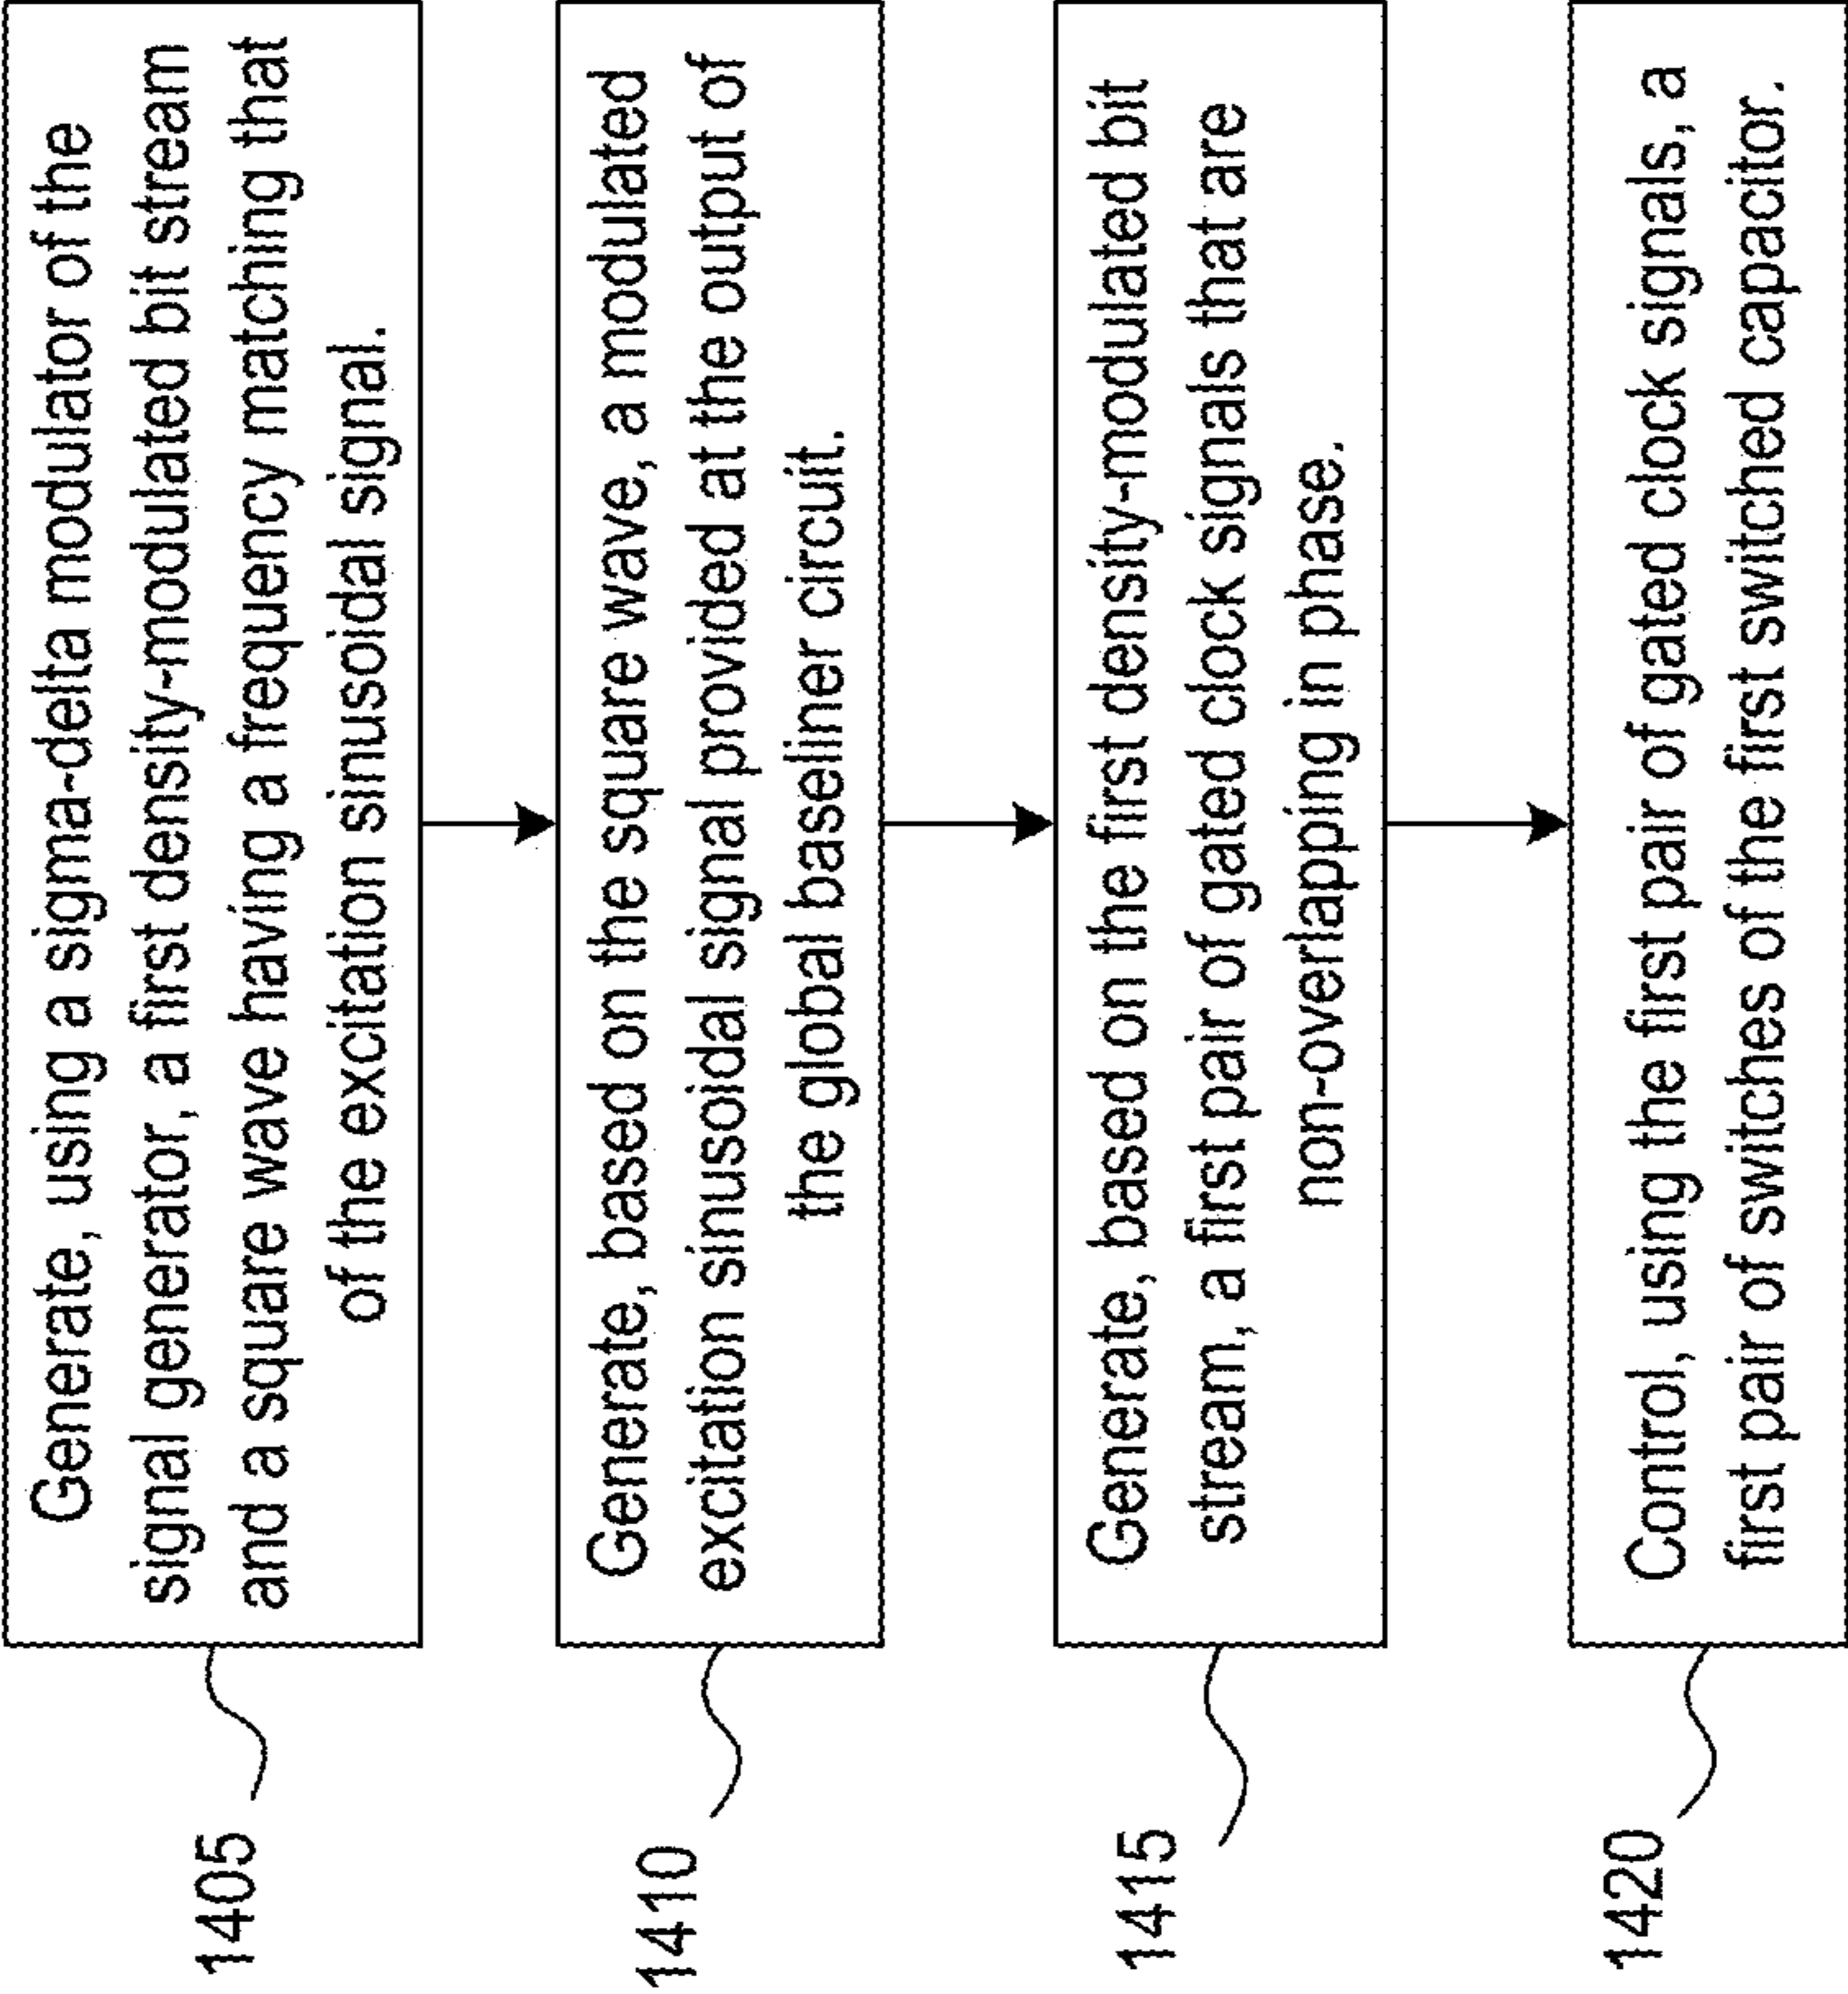 1405
Generate, using a sigma-delta modulator of the
signal generator, a first density-modulated bit stream
and a square wave having a frequency matching that
of the excitation sinusoidal signal.
1410
Generate, based on the square wave, a modulated
excitation sinusoidal signal provided at the output of
the global baseliner circuit.
1415
Generate, based on the first density-modulated bit
stream, a first pair of gated clock signals that are
non-overlapping in phase.
1420
Control, using the first pair of gated clock signals, a
first pair of switches of the first switched capacitor.